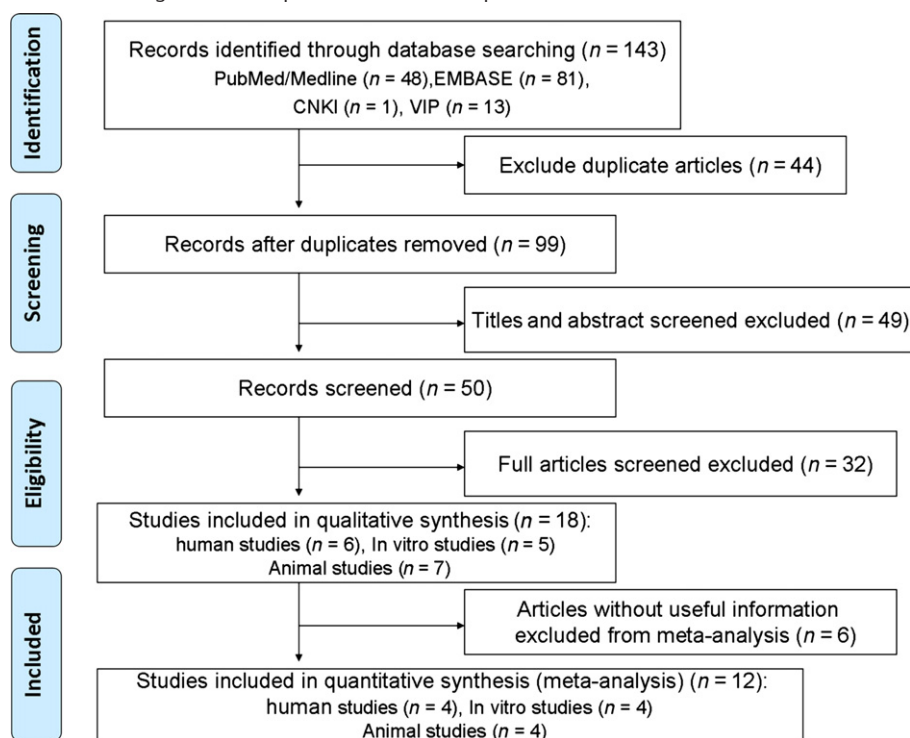 Identification
Records identified through database searching (n = 143)
PubMed/Medline (n = 48),EMBASE (n = 81),
CNKI (n = 1), VIP (n = 13)
Exclude duplicate articles (n = 44)
Screening
Records after duplicates removed (n = 99)
Titles and abstract screened excluded (n = 49)
Eligibility
Records screened (n = 50)
Full articles screened excluded (n = 32)
Studies included in qualitative synthesis (n = 18):
human studies (n = 6), In vitro studies (n = 5)
Animal studies (n = 7)
Included
Articles without useful information
excluded from meta-analysis (n = 6)
Studies included in quantitative synthesis (meta-analysis) (n = 12):
human studies (n = 4), In vitro studies (n = 4)
Animal studies (n = 4)